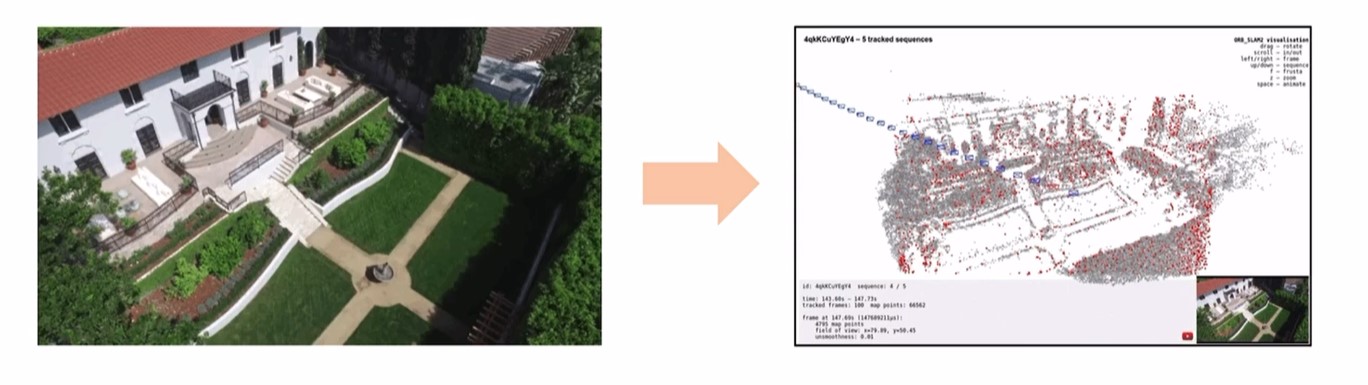 4qkKCuYEgY4 – 5 tracked sequences
ORB_SLAM2 visualisation
drag – rotate
scroll – in/out
left/right – frame
up/down – sequence
f – frusta
z – zoom
space – animate
id: 4qkKCuYEgY4 sequence: 4 / 5
time: 143.60s – 147.73s
tracked frames: 100 map points: 66562
frame at 147.69s (147689211μs):
4795 map points
field of view: x=79.89, y=50.45
unsmoothness: 0.01